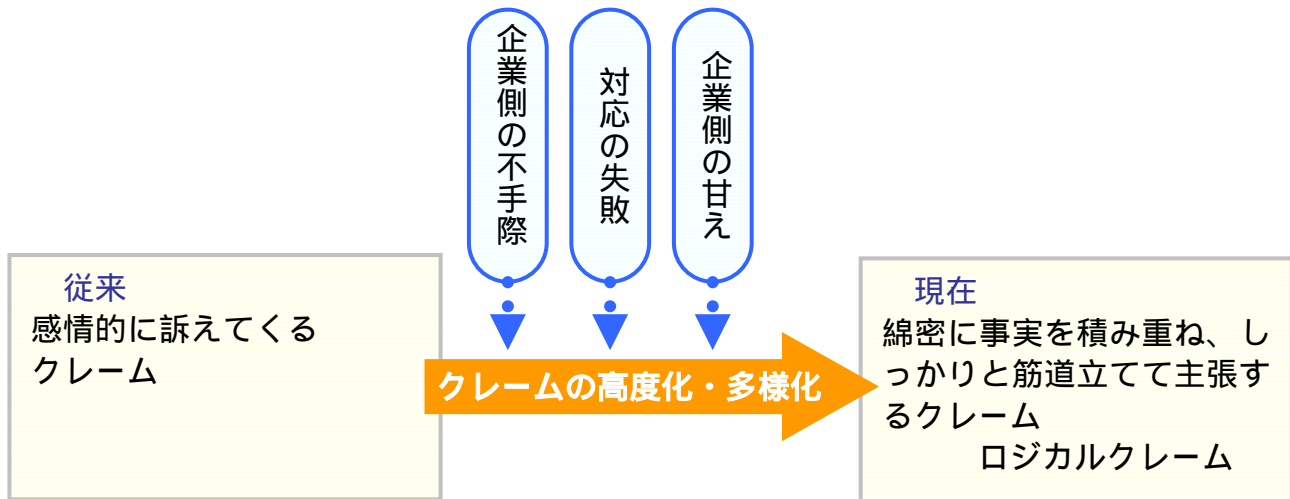 企業側の不手際
対応の失敗
企業側の甘え
従来
感情的に訴えてくる
クレーム
クレームの高度化・多様化
現在
綿密に事実を積み重ね、し
っかりと筋道立てて主張す
るクレーム
ロジカルクレーム